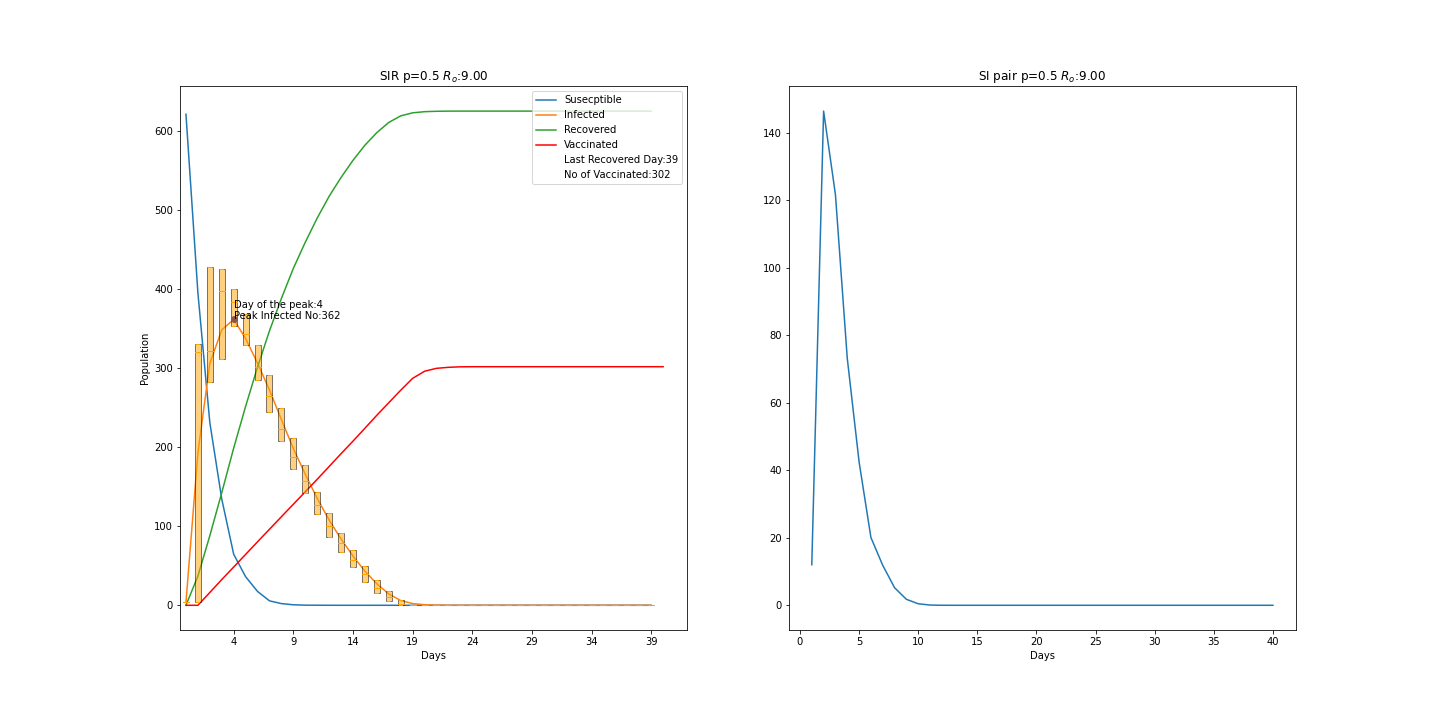 SIR p=0.5 Rₒ:9.00
Susecptible
Infected
Recovered
Vaccinated
Last Recovered Day:39
No of Vaccinated:302
Day of the peak:4
Peak Infected No:362
Population
600
500
400
300
200
100
0
4 9 14 19 24 29 34 39
Days
SI pair p=0.5 Rₒ:9.00
140
120
100
80
60
40
20
0
0 5 10 15 20 25 30 35 40
Days